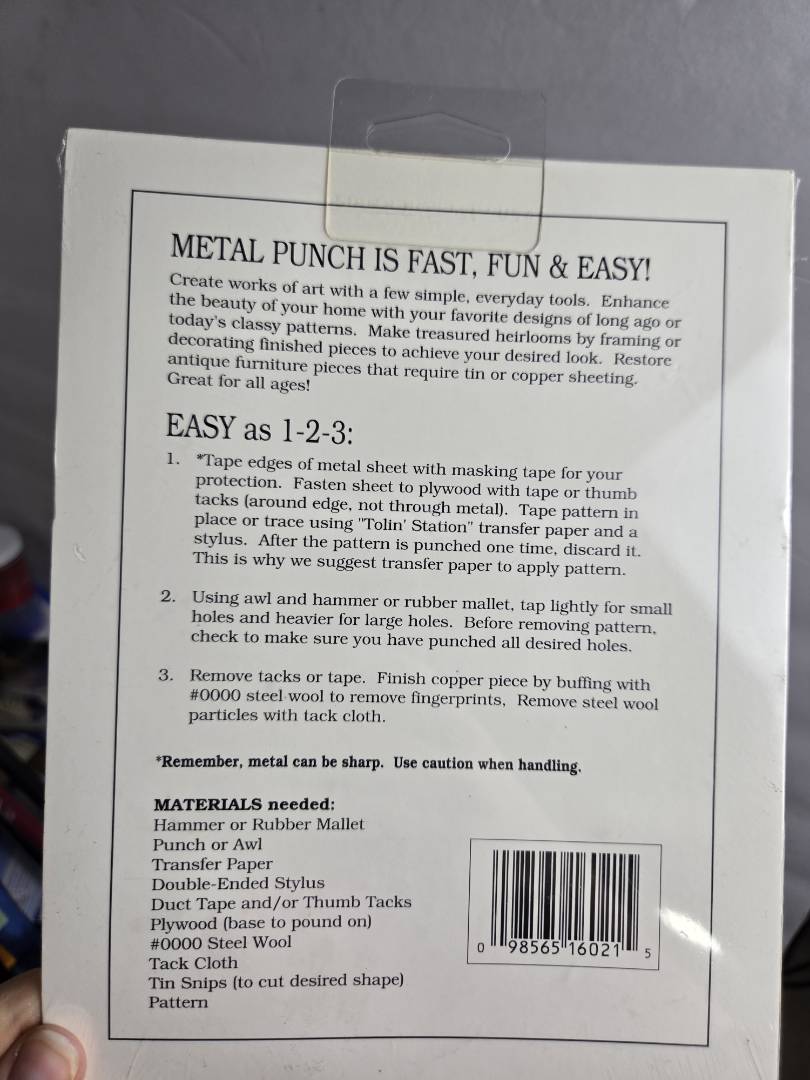 METAL PUNCH IS FAST, FUN & EASY!
Create works of art with a few simple, everyday tools. Enhance
the beauty of your home with your favorite designs of long ago or
today's classy patterns. Make treasured heirlooms by framing or
decorating finished pieces to achieve your desired look. Restore
antique furniture pieces that require tin or copper sheeting.
Great for all ages!
EASY as 1-2-3:
1. *Tape edges of metal sheet with masking tape for your
protection. Fasten sheet to plywood with tape or thumb
tacks (around edge, not through metal). Tape pattern in
place or trace using "Tolin' Station" transfer paper and a
stylus. After the pattern is punched one time, discard it.
This is why we suggest transfer paper to apply pattern.
2. Using awl and hammer or rubber mallet, tap lightly for small
holes and heavier for large holes. Before removing pattern,
check to make sure you have punched all desired holes.
3. Remove tacks or tape. Finish copper piece by buffing with
#0000 steel wool to remove fingerprints, Remove steel wool
particles with tack cloth.
*Remember, metal can be sharp. Use caution when handling.
MATERIALS needed:
Hammer or Rubber Mallet
Punch or Awl
Transfer Paper
Double-Ended Stylus
Duct Tape and/or Thumb Tacks
Plywood (base to pound on)
#0000 Steel Wool
Tack Cloth
Tin Snips (to cut desired shape)
Pattern
0 98565 16021 5